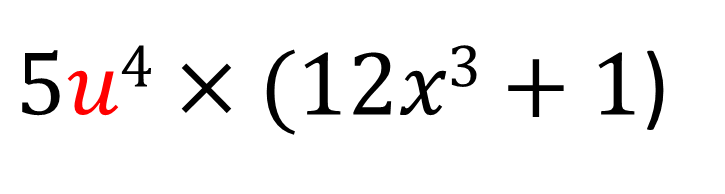 5u⁴ × (12x³ + 1)